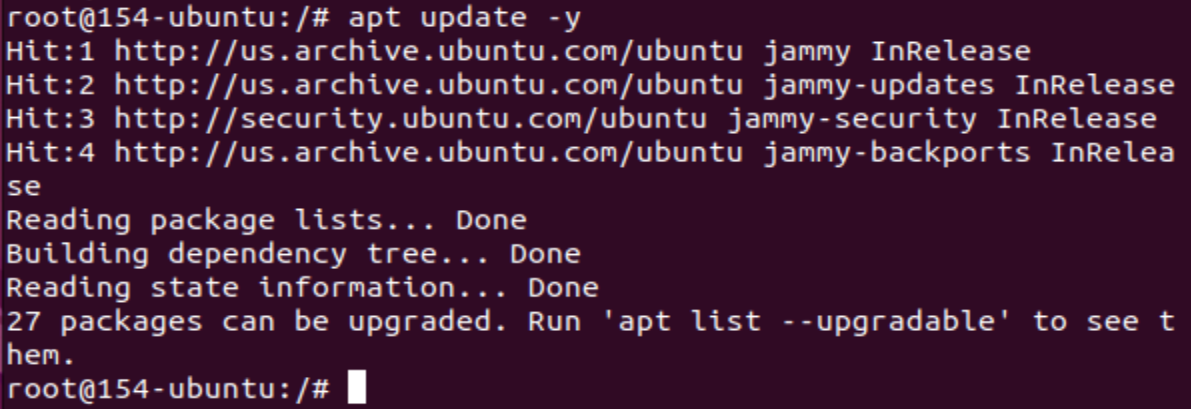 root@154-ubuntu:/# apt update -y
Hit:1 http://us.archive.ubuntu.com/ubuntu jammy InRelease
Hit:2 http://us.archive.ubuntu.com/ubuntu jammy-updates InRelease
Hit:3 http://security.ubuntu.com/ubuntu jammy-security InRelease
Hit:4 http://us.archive.ubuntu.com/ubuntu jammy-backports InRelea
se
Reading package lists... Done
Building dependency tree... Done
Reading state information... Done
27 packages can be upgraded. Run 'apt list --upgradable' to see t
hem.
root@154-ubuntu:/#